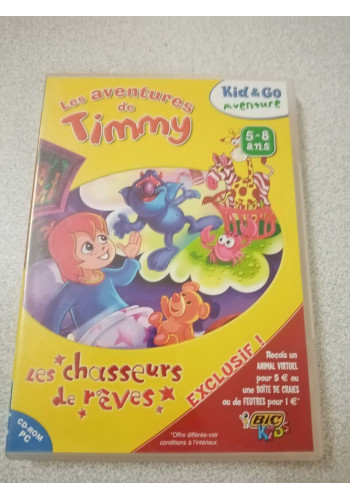 Les aventures
de
Timmy
Kid & Go
aventure
5-8
ans
Les chasseurs
de rêves
EXCLUSIF !
Reçois un
ANIMAL VIRTUEL
pour 5 € ou
une BOÎTE DE CRAIES
ou de FEUTRES pour 1 €*
BIC
KIDS
CD-ROM
PC
*Offre différée-voir
conditions à l'intérieur.